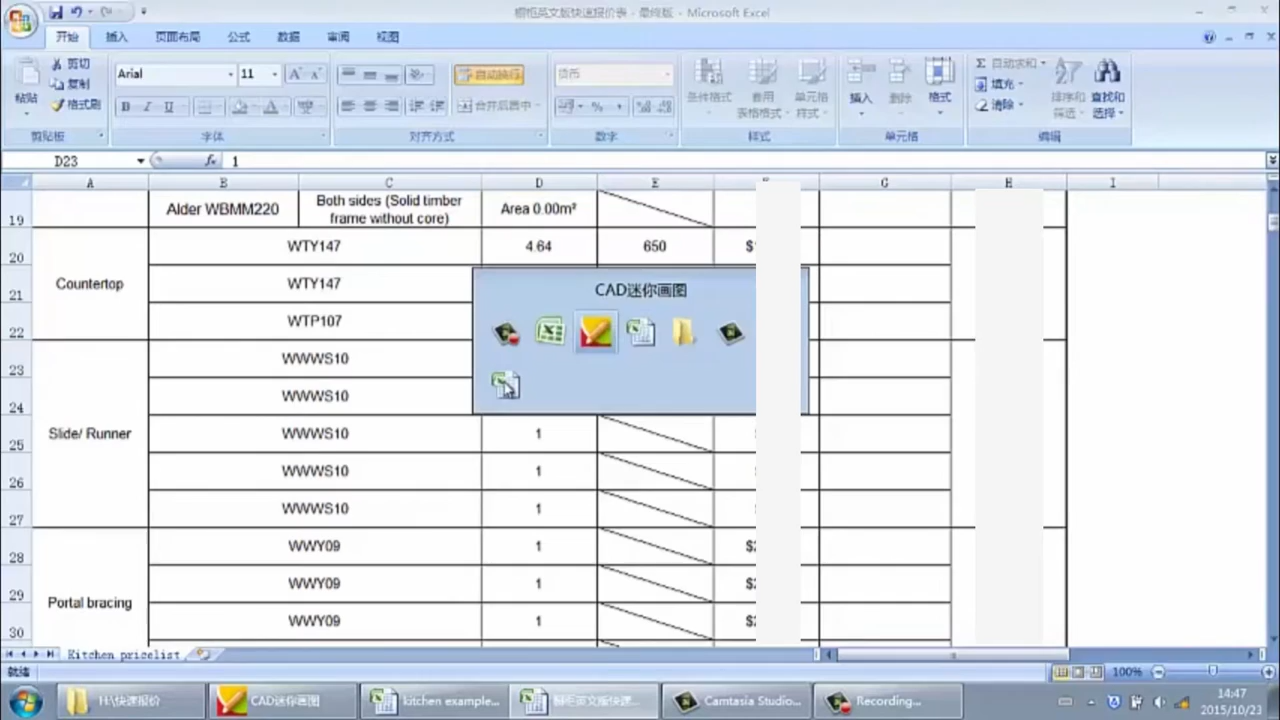 橱柜英文版快速报价表 - 最终版 - Microsoft Excel
开始 插入 页面布局 公式 数据 审阅 视图
粘贴 剪切 复制 格式刷
剪贴板
Arial 11 A A
B I U A
字体
自动换行
合并后居中
对齐方式
货币
%
数字
条件格式 套用表格格式 单元格样式
样式
插入 删除 格式
单元格
Σ 自动求和
填充
清除
排序和筛选 查找和选择
编辑
D23 fx 1
A B C D E G H I
19 Alder WBMM220 Both sides (Solid timber frame without core) Area 0.00m²
20 WTY147 4.64 650 $
Countertop
21 WTY147
22 WTP107
23 WWWS10
24 WWWS10
Slide/ Runner
25 WWWS10 1
26 WWWS10 1
27 WWWS10 1
28 WWY09 1 $
29 WWY09 1 $
Portal bracing
30 WWY09 1 $
CAD迷你画图
Kitchen pricelist
就绪 100%
H:\快速报价 CAD迷你画图 kitchen example... 橱柜英文版快速... Camtasia Studio... Recording...
14:47
2015/10/23